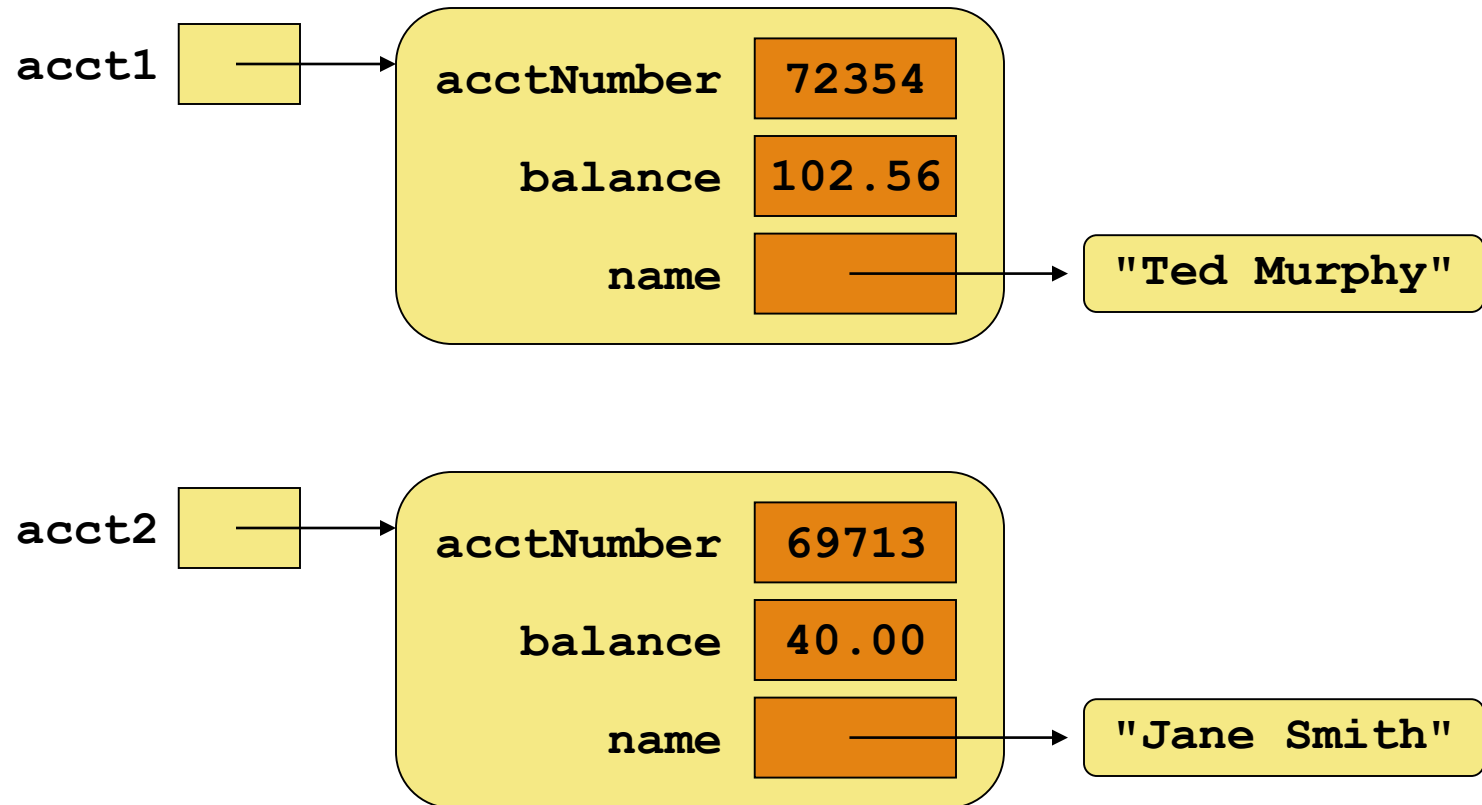 acct1
acctNumber 72354
balance 102.56
name "Ted Murphy"
acct2
acctNumber 69713
balance 40.00
name "Jane Smith"